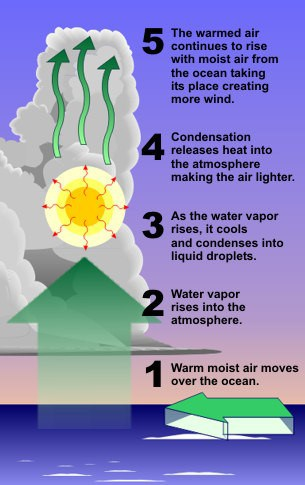 5 The warmed air
continues to rise
with moist air from
the ocean taking
its place creating
more wind.
4 Condensation
releases heat into
the atmosphere
making the air lighter.
3 As the water vapor
rises, it cools
and condenses into
liquid droplets.
2 Water vapor
rises into the
atmosphere.
1 Warm moist air moves
over the ocean.